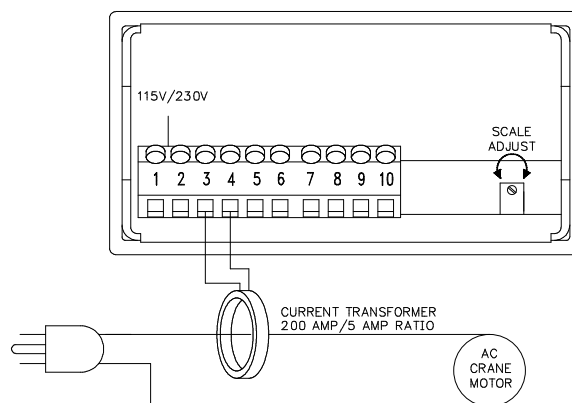 115V/230V
SCALE
ADJUST
1 2 3 4 5 6 7 8 9 10
CURRENT TRANSFORMER
200 AMP/5 AMP RATIO
AC
CRANE
MOTOR